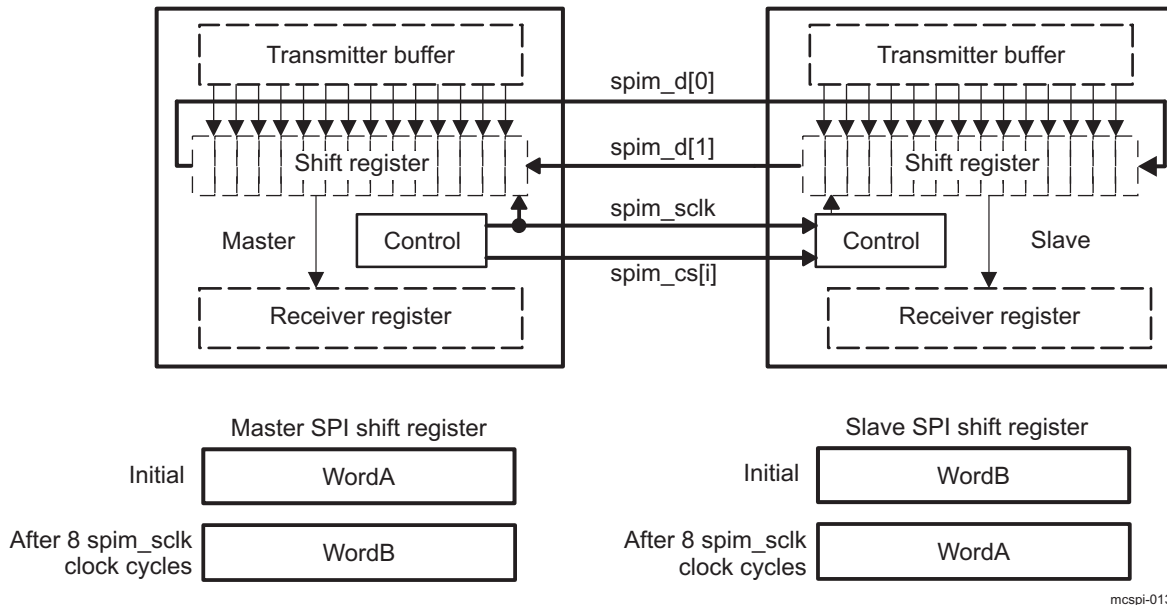 Transmitter buffer
Transmitter buffer
spim_d[0]
Shift register
spim_d[1]
Shift register
spim_sclk
Master
Control
Control
Slave
spim_cs[i]
Receiver register
Receiver register
Master SPI shift register
Slave SPI shift register
Initial
WordA
Initial
WordB
After 8 spim_sclk
clock cycles
WordB
After 8 spim_sclk
clock cycles
WordA
mcspi-013